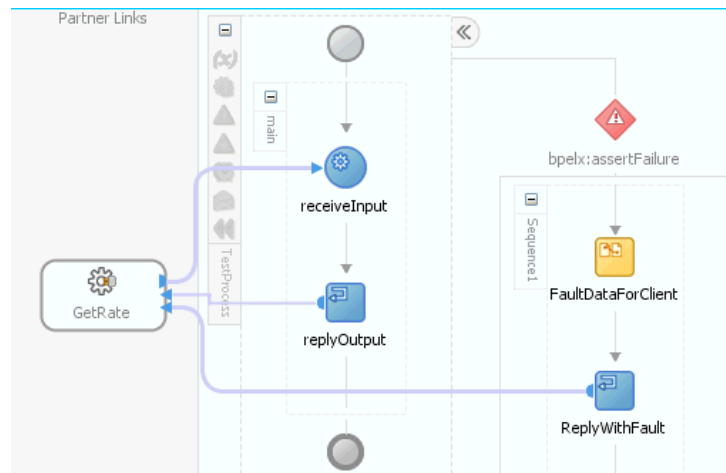 Partner Links
(x)
main
receiveInput
TestProcess
GetRate
replyOutput
bpelx:assertFailure
Sequence1
FaultDataForClient
ReplyWithFault